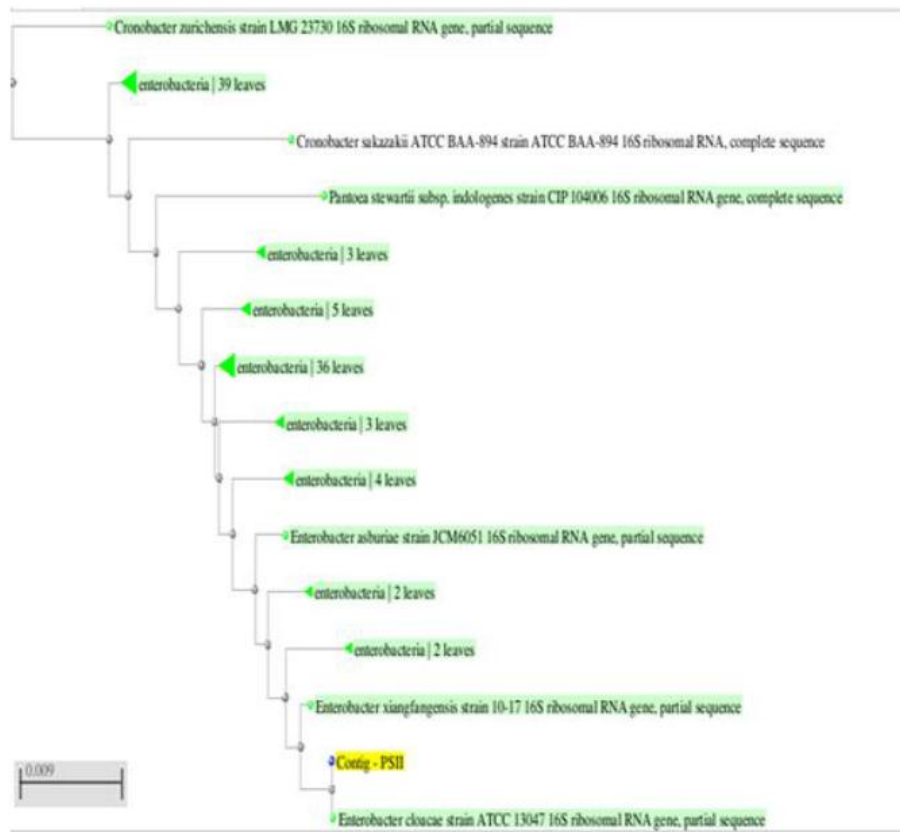 Cronobacter zurichensis strain LMG 23730 16S ribosomal RNA gene, partial sequence
enterobacteria | 39 leaves
Cronobacter sakazakii ATCC BAA-894 strain ATCC BAA-894 16S ribosomal RNA, complete sequence
Pantoea stewartii subsp. indologenes strain CIP 104006 16S ribosomal RNA gene, complete sequence
enterobacteria | 3 leaves
enterobacteria | 5 leaves
enterobacteria | 36 leaves
enterobacteria | 3 leaves
enterobacteria | 4 leaves
Enterobacter asburiae strain JCM6051 16S ribosomal RNA gene, partial sequence
enterobacteria | 2 leaves
enterobacteria | 2 leaves
Enterobacter xiangfangensis strain 10-17 16S ribosomal RNA gene, partial sequence
Contig - PSII
0.009
Enterobacter cloacae strain ATCC 13047 16S ribosomal RNA gene, partial sequence